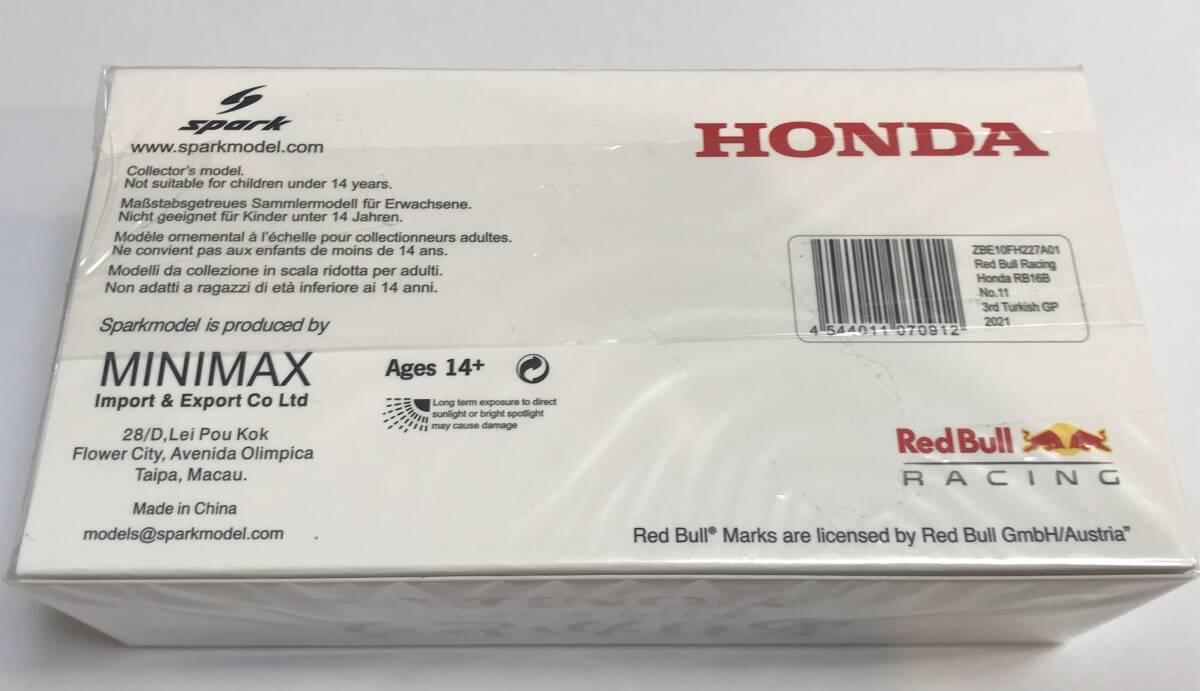 spark
www.sparkmodel.com
Collector's model.
Not suitable for children under 14 years.
Maßstabsgetreues Sammlermodell für Erwachsene.
Nicht geeignet für Kinder unter 14 Jahren.
Modèle ornemental à l'échelle pour collectionneurs adultes.
Ne convient pas aux enfants de moins de 14 ans.
Modelli da collezione in scala ridotta per adulti.
Non adatti a ragazzi di età inferiore ai 14 anni.
Sparkmodel is produced by
MINIMAX
Import & Export Co Ltd
28/D,Lei Pou Kok
Flower City, Avenida Olimpica
Taipa, Macau.
Made in China
models@sparkmodel.com
Ages 14+
Long term exposure to direct
sunlight or bright spotlight
may cause damage
HONDA
ZBE10FH227A01
Red Bull Racing
Honda RB16B
No.11
3rd Turkish GP
2021
4 544011 070912
Red Bull
RACING
Red Bull® Marks are licensed by Red Bull GmbH/Austria”